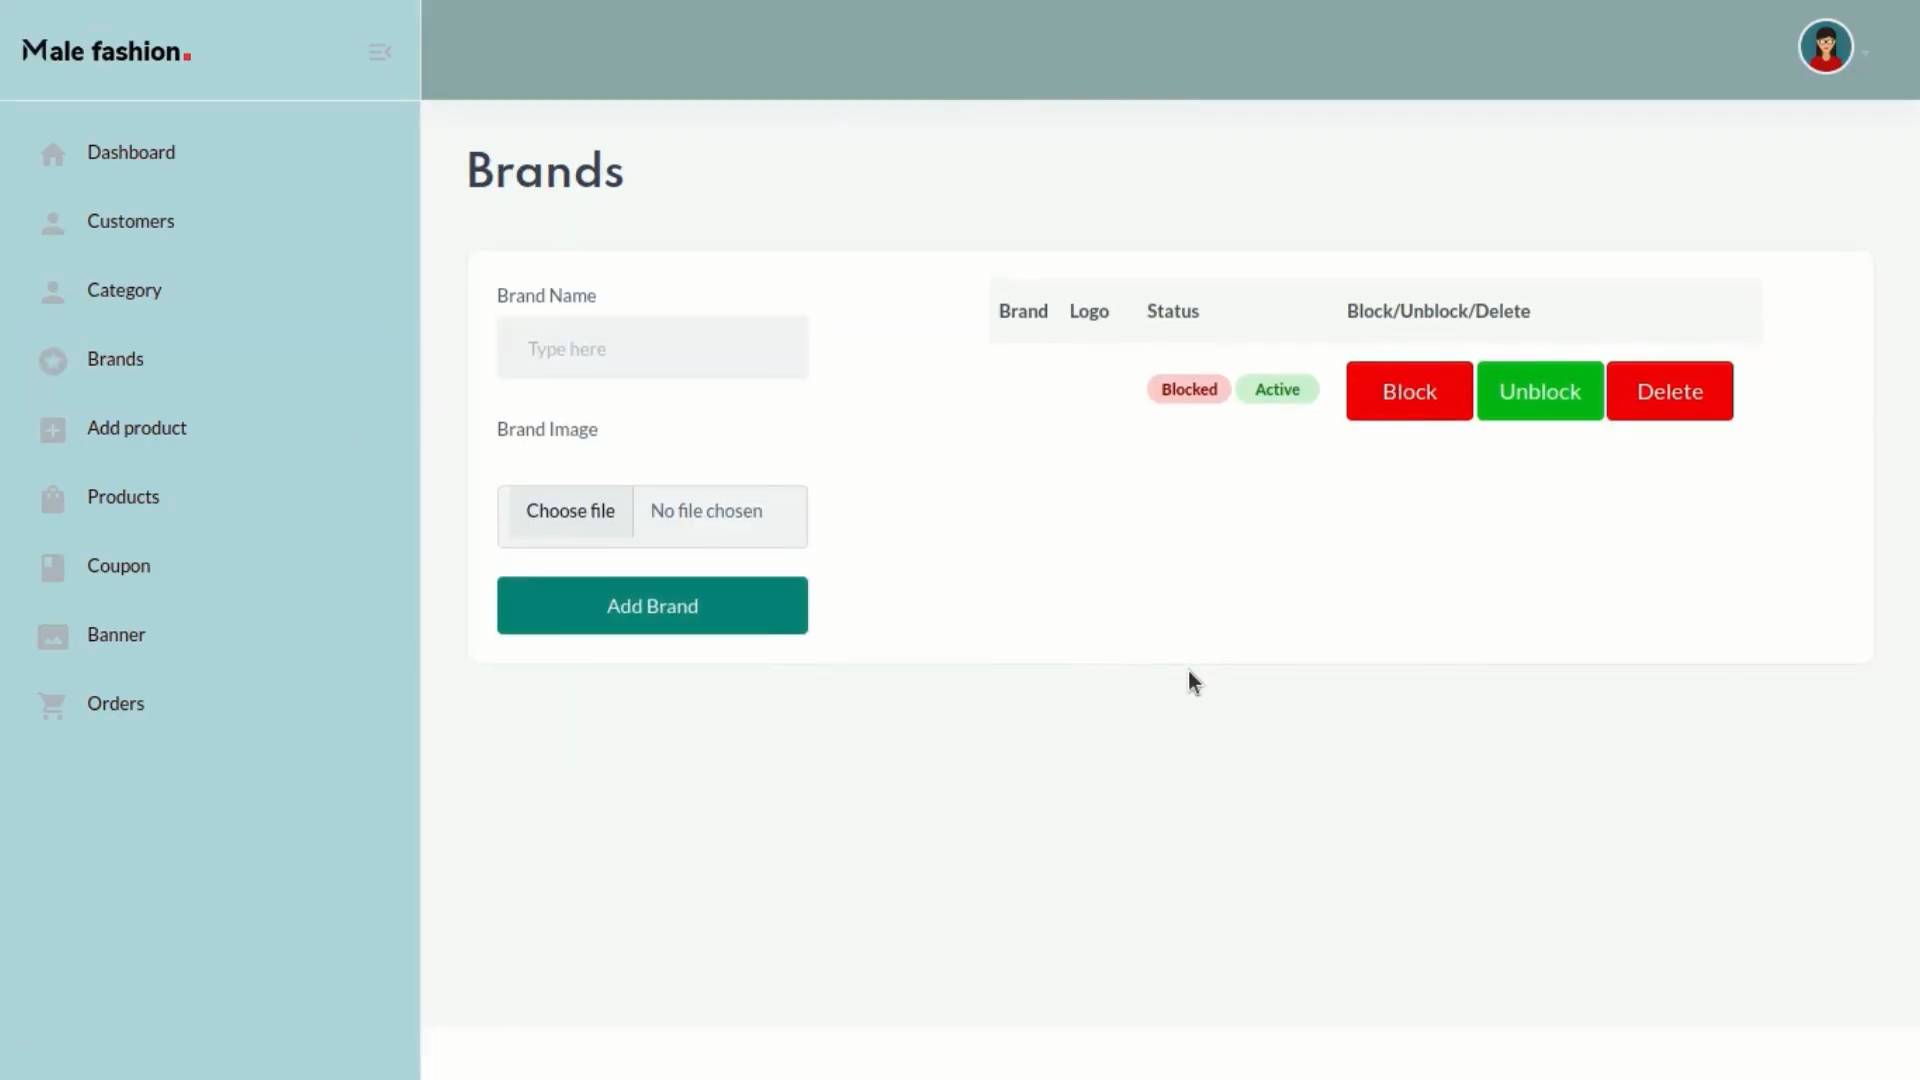 Male fashion.
Dashboard
Customers
Category
Brands
Add product
Products
Coupon
Banner
Orders
Brands
Brand Name
Type here
Brand Image
Choose file No file chosen
Add Brand
Brand Logo Status Block/Unblock/Delete
Blocked Active Block Unblock Delete